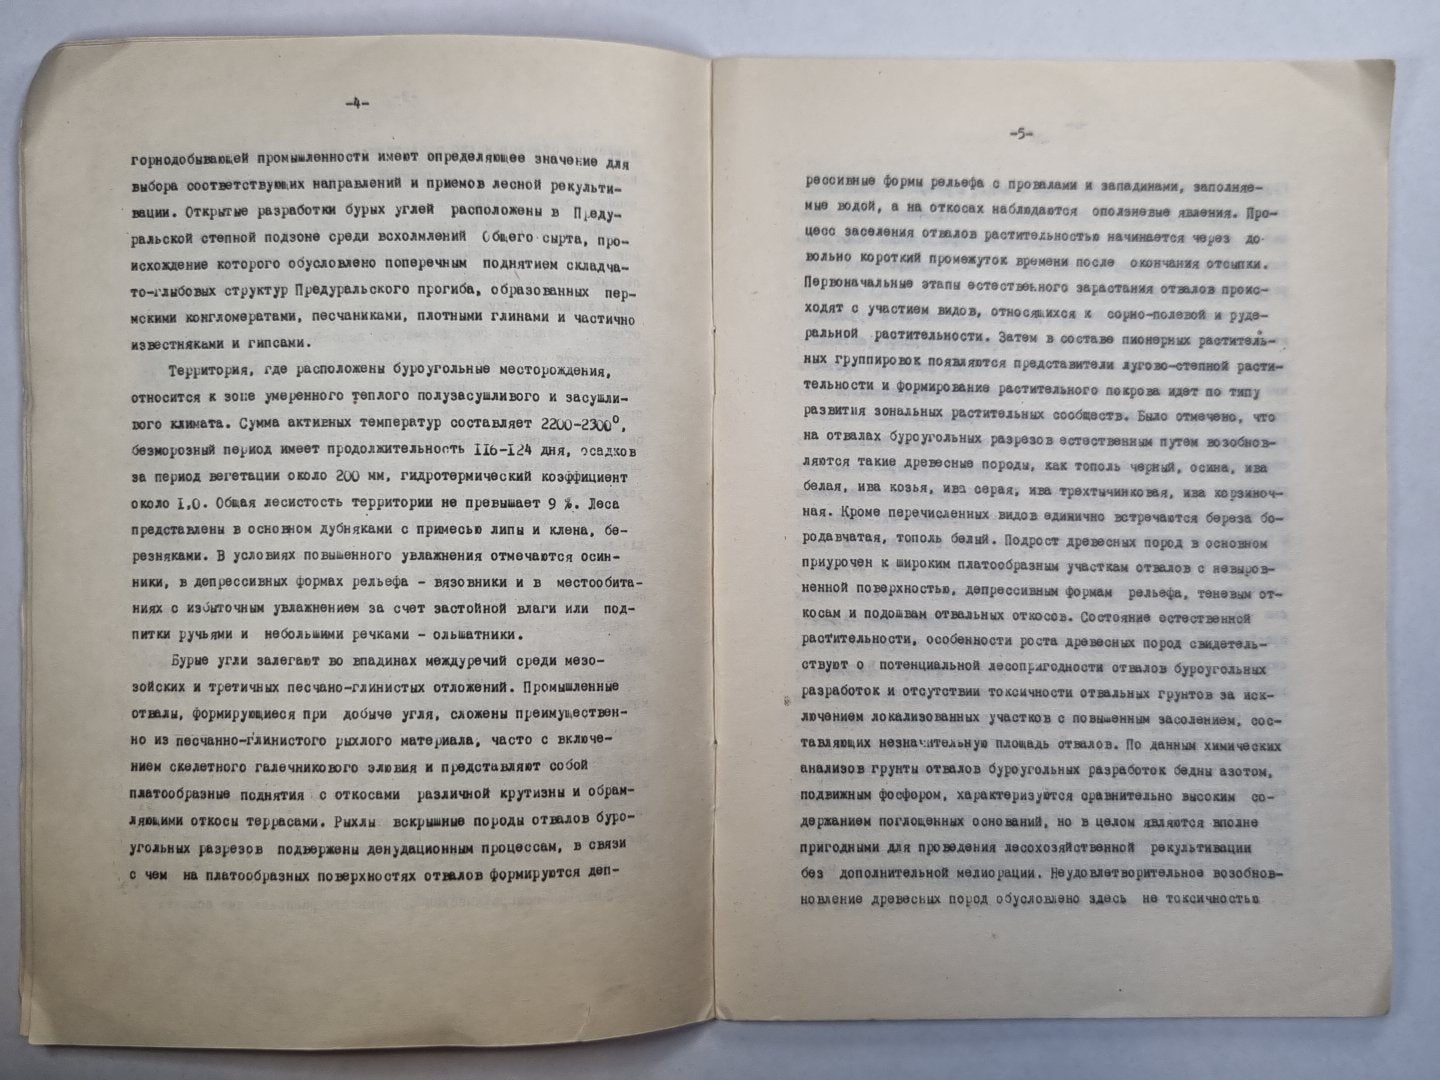 -4-
горнодобывающей промышленности имеют определяющее значение для
выбора соответствующих направлений и приемов лесной рекульти-
вации. Открытые разработки бурых углей расположены в Преду-
ральской степной подзоне среди всхолмлений Общего сырта, про-
исхождение которого обусловлено поперечным поднятием складча-
то-глыбовых структур Предуральского прогиба, образованных пер-
мскими конгломератами, песчаниками, плотными глинами и частично
известняками и гипсами.
Территория, где расположены буроугольные месторождения,
относится к зоне умеренного теплого полузасушливого и засушли-
вого климата. Сумма активных температур составляет 2200-2300°,
безморозный период имеет продолжительность 116-124 дня, осадков
за период вегетации около 200 мм, гидротермический коэффициент
около 1,0. Общая лесистость территории не превышает 9 %. Леса
представлены в основном дубняками с примесью липы и клена, бе-
резняками. В условиях повышенного увлажнения отмечаются осин-
ники, в депрессивных формах рельефа - вязовники и в местообита-
ниях с избыточным увлажнением за счет застойной влаги или под-
питки ручьями и небольшими речками - ольшатники.
Бурые угли залегают во впадинах междуречий среди мезо-
зойских и третичных песчано-глинистых отложений. Промышленные
отвалы, формирующиеся при добыче угля, сложены преимуществен-
но из песчанно-глинистого рыхлого материала, часто с включе-
нием скелетного галечникового элювия и представляют собой
платообразные поднятия с откосами различной крутизны и обрам-
ляющими откосы террасами. Рыхлы вскрышные породы отвалов буро-
угольных разрезов подвержены денудационным процессам, в связи
с чем на платообразных поверхностях отвалов формируются деп-
-5-
рессивные формы рельефа с провалами и западинами, заполняе-
мые водой, а на откосах наблюдаются оползневые явления. Про-
цесс заселения отвалов растительностью начинается через до-
вольно короткий промежуток времени после окончания отсыпки.
Первоначальные этапы естественного зарастания отвалов проис-
ходят с участием видов, относящихся к сорно-полевой и руде-
ральной растительности. Затем в составе пионерных раститель-
ных группировок появляются представители лугово-степной расти-
тельности и формирование растительного покрова идет по типу
развития зональных растительных сообществ. Было отмечено, что
на отвалах буроугольных разрезов естественным путем возобнов-
ляются такие древесные породы, как тополь черный, осина, ива
белая, ива козья, ива серая, ива трехтычинковая, ива корзиноч-
ная. Кроме перечисленных видов единично встречаются береза бо-
родавчатая, тополь белый. Подрост древесных пород в основном
приурочен к широким платообразным участкам отвалов с невыров-
ненной поверхностью, депрессивным формам рельефа, теневым от-
косам и подошвам отвальных откосов. Состояние естественной
растительности, особенности роста древесных пород свидетель-
ствуют о потенциальной лесопригодности отвалов буроугольных
разработок и отсутствии токсичности отвальных грунтов за иск-
лючением локализованных участков с повышенным засолением, сос-
тавляющих незначительную площадь отвалов. По данным химических
анализов грунты отвалов буроугольных разработок бедны азотом,
подвижным фосфором, характеризуются сравнительно высоким со-
держанием поглощенных оснований, но в целом являются вполне
пригодными для проведения лесохозяйственной рекультивации
без дополнительной мелиорации. Неудовлетворительное возобнов-
новление древесных пород обусловлено здесь не токсичностью